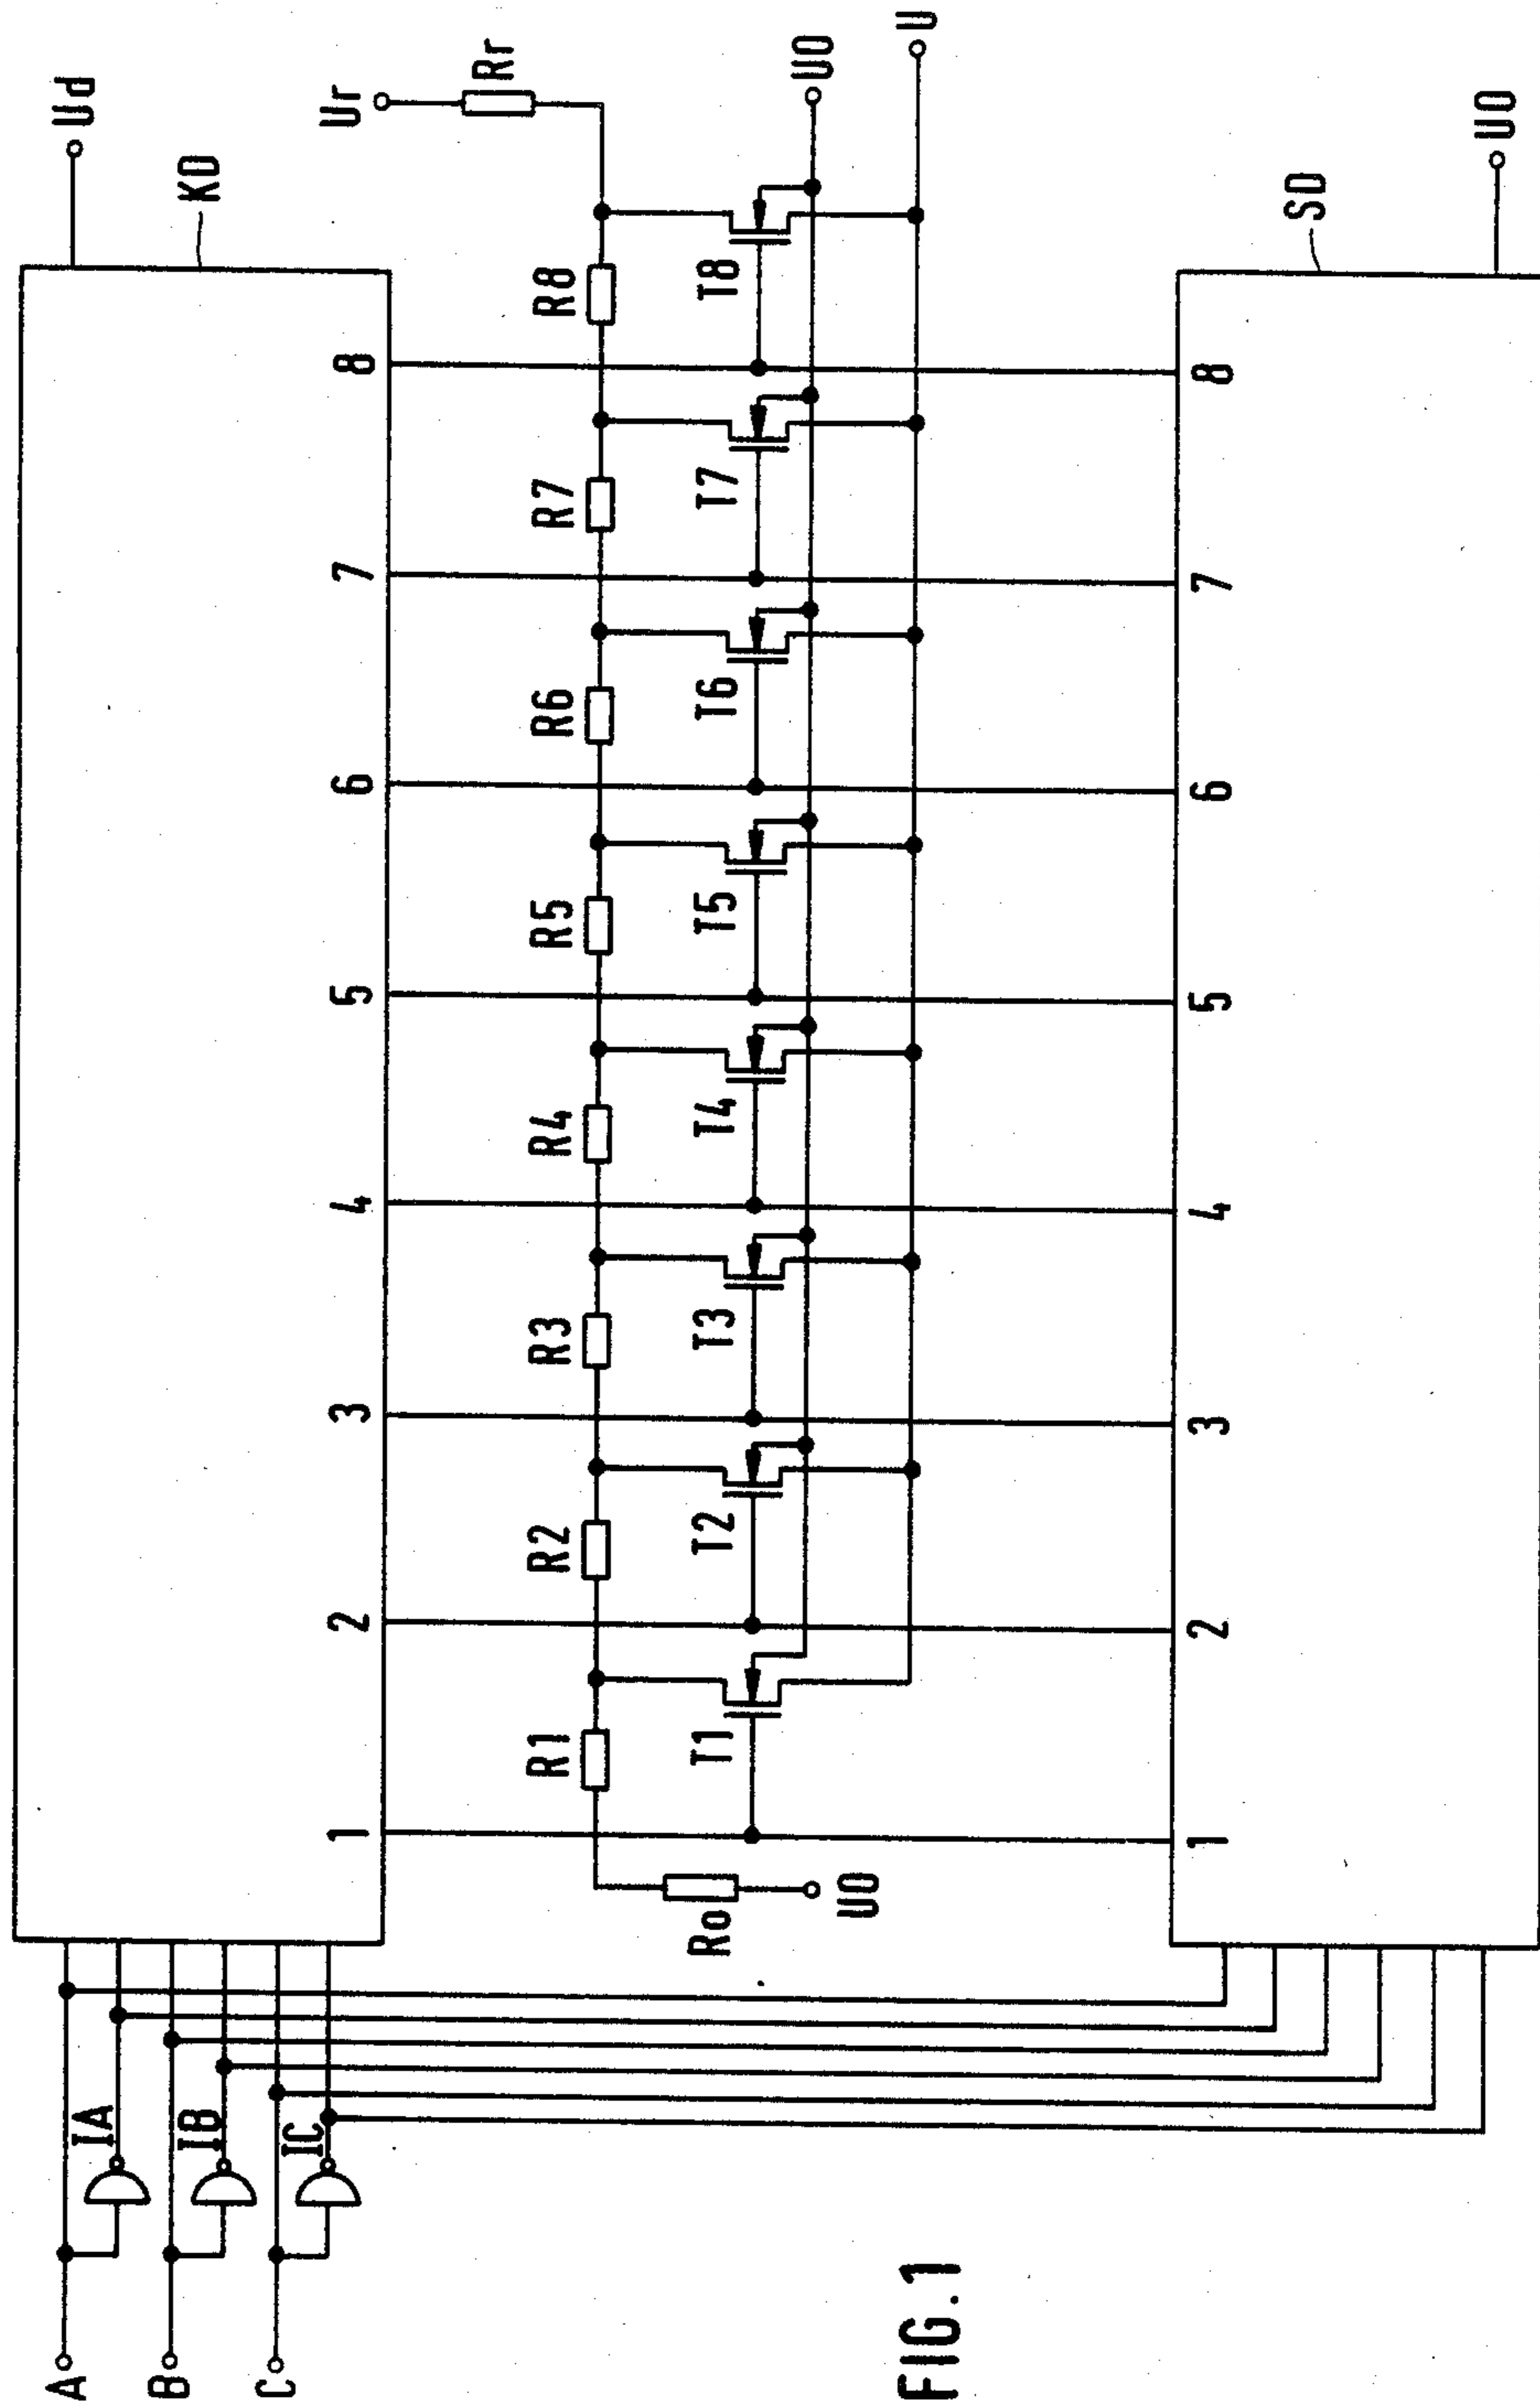 Ud
KD
Ur
Rr
1 2 3 4 5 6 7 8
R1 R2 R3 R4 R5 R6 R7 R8
T1 T2 T3 T4 T5 T6 T7 T8
Ro
U0
U0
U
1 2 3 4 5 6 7 8
SD
U0
A
IA
B
IB
C
IC
FIG.1